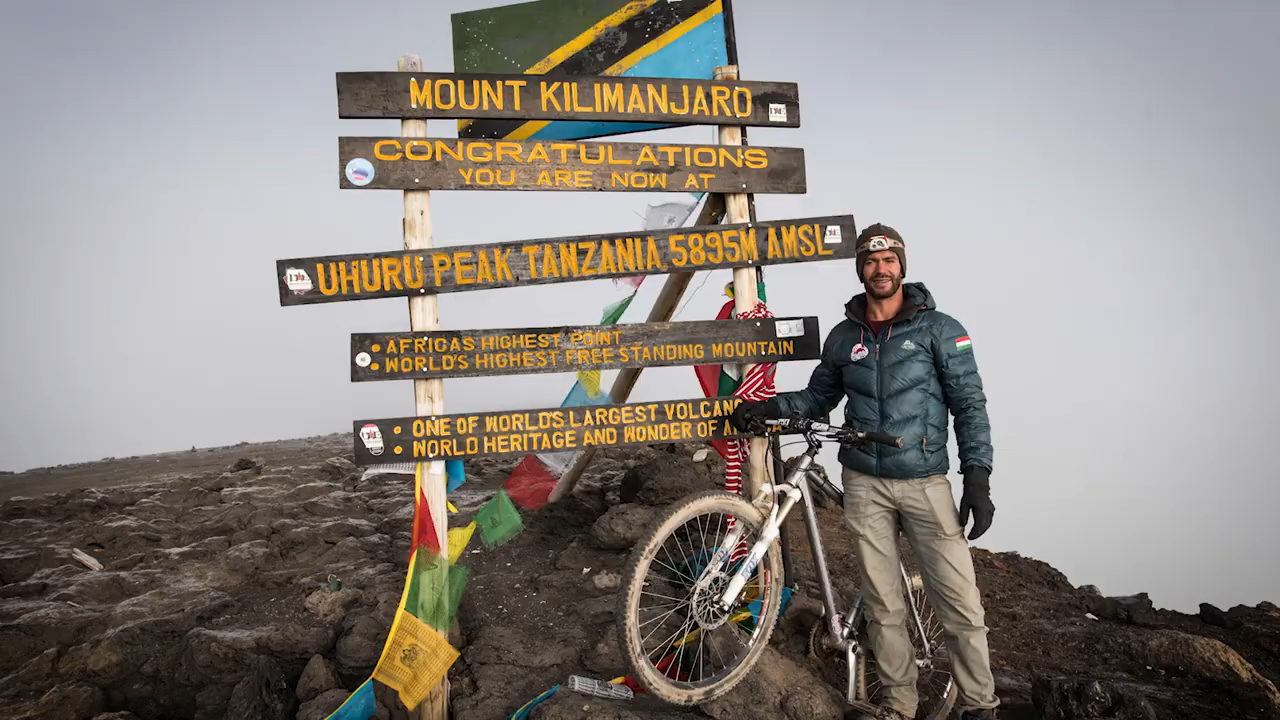 MOUNT KILIMANJARO
CONGRATULATIONS
YOU ARE NOW AT
UHURU PEAK TANZANIA 5895M AMSL
AFRICAS HIGHEST POINT
WORLD'S HIGHEST FREE STANDING MOUNTAIN
ONE OF WORLD'S LARGEST
WORLD HERITAGE AND WONDER OF